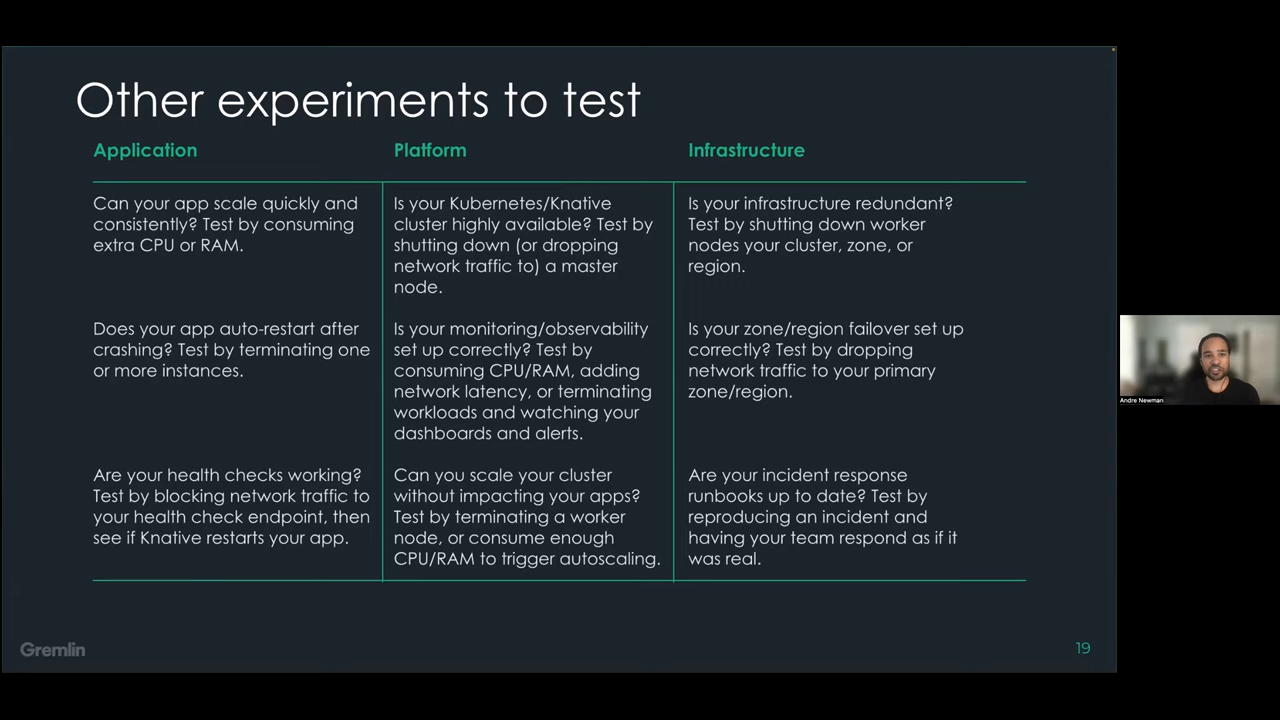 Other experiments to test
Application
Platform
Infrastructure
Can your app scale quickly and
consistently? Test by consuming
extra CPU or RAM.
Is your Kubernetes/Knative
cluster highly available? Test by
shutting down (or dropping
network traffic to) a master
node.
Is your infrastructure redundant?
Test by shutting down worker
nodes your cluster, zone, or
region.
Does your app auto-restart after
crashing? Test by terminating one
or more instances.
Is your monitoring/observability
set up correctly? Test by
consuming CPU/RAM, adding
network latency, or terminating
workloads and watching your
dashboards and alerts.
Is your zone/region failover set up
correctly? Test by dropping
network traffic to your primary
zone/region.
Are your health checks working?
Test by blocking network traffic to
your health check endpoint, then
see if Knative restarts your app.
Can you scale your cluster
without impacting your apps?
Test by terminating a worker
node, or consume enough
CPU/RAM to trigger autoscaling.
Are your incident response
runbooks up to date? Test by
reproducing an incident and
having your team respond as if it
was real.
Gremlin
19
Andre Newman